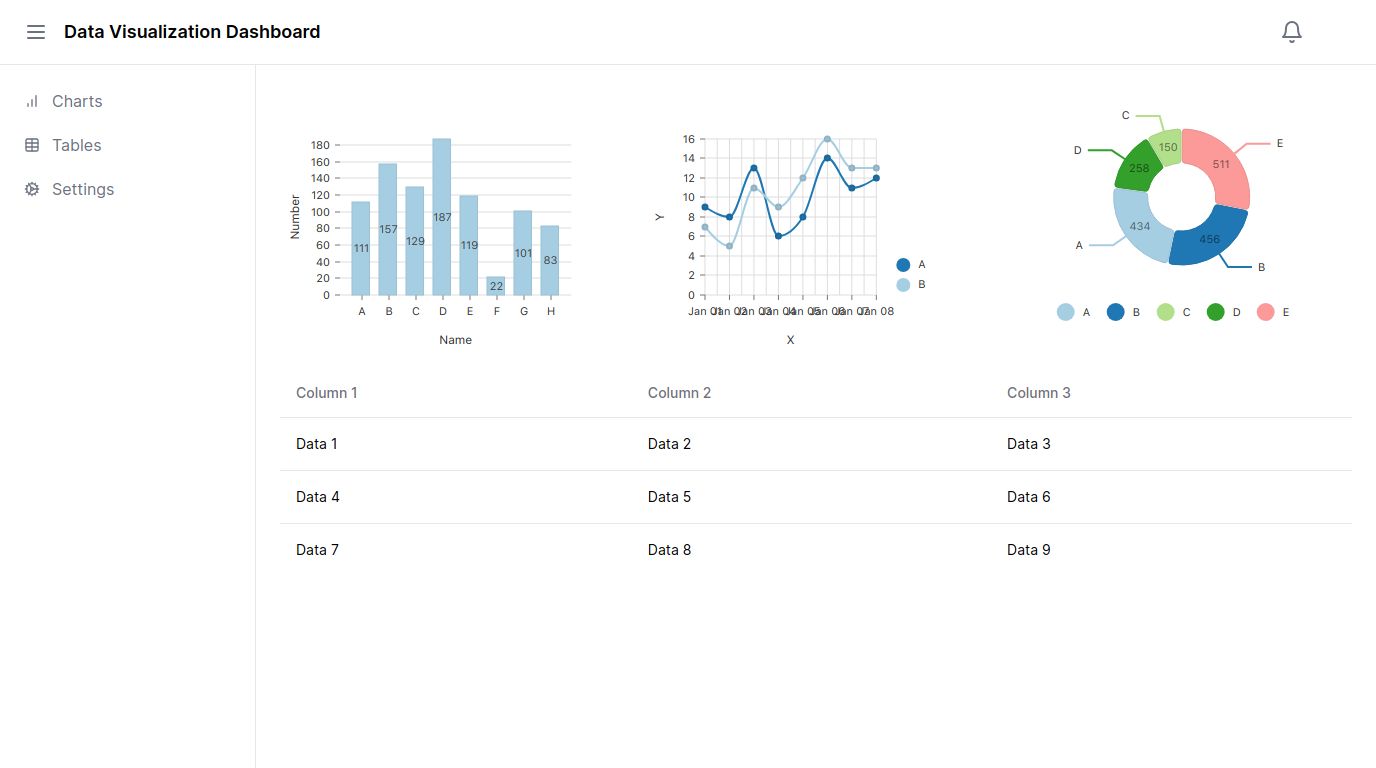 Data Visualization Dashboard
Charts
Tables
Settings
Number
180
160
140
120
100
80
60
40
20
0
111
157
129
187
119
22
101
83
A B C D E F G H
Name
Y
16
14
12
10
8
6
4
2
0
Jan 01 Jan 02 Jan 03 Jan 04 Jan 05 Jan 06 Jan 07 Jan 08
X
A
B
C
E
D
A
B
150
511
258
434
456
A B C D E
Column 1 Column 2 Column 3
Data 1 Data 2 Data 3
Data 4 Data 5 Data 6
Data 7 Data 8 Data 9